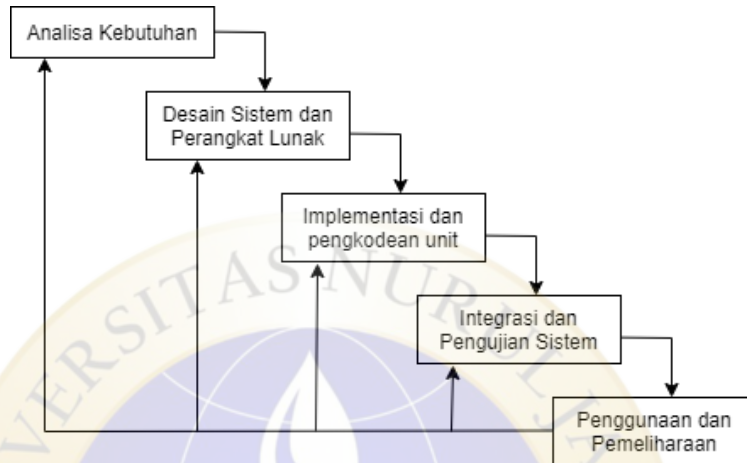 Analisa Kebutuhan
Desain Sistem dan
Perangkat Lunak
Implementasi dan
pengkodean unit
Integrasi dan
Pengujian Sistem
Penggunaan dan
Pemeliharaan